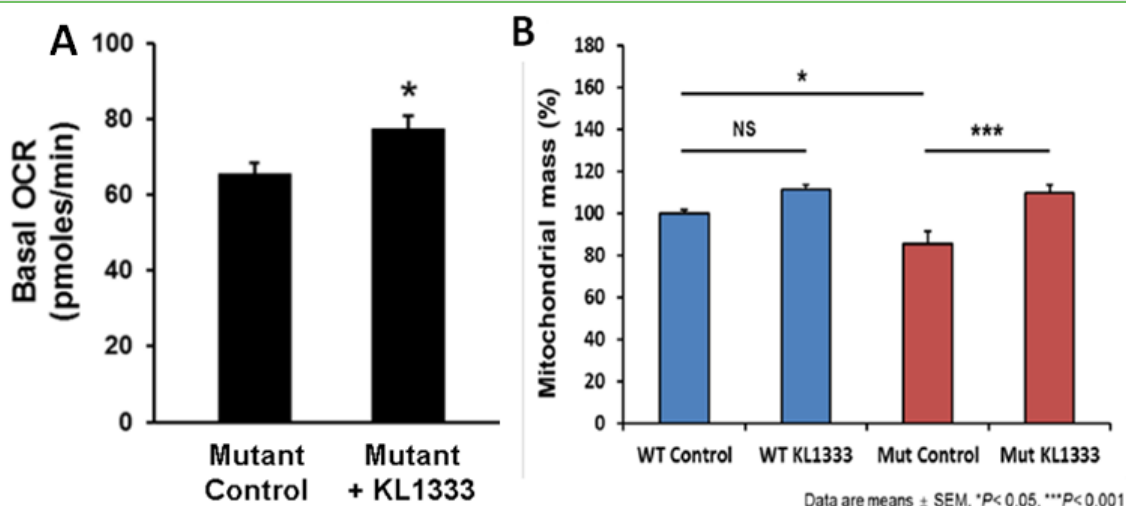 A
Basal OCR
(pmoles/min)
100
80
60
40
20
0
*
Mutant
Control
Mutant
+ KL1333
B
Mitochondrial mass (%)
180
160
140
120
100
80
60
40
20
0
*
NS
***
WT Control
WT KL1333
Mut Control
Mut KL1333
Data are means ± SEM. *P< 0.05, ***P< 0.001